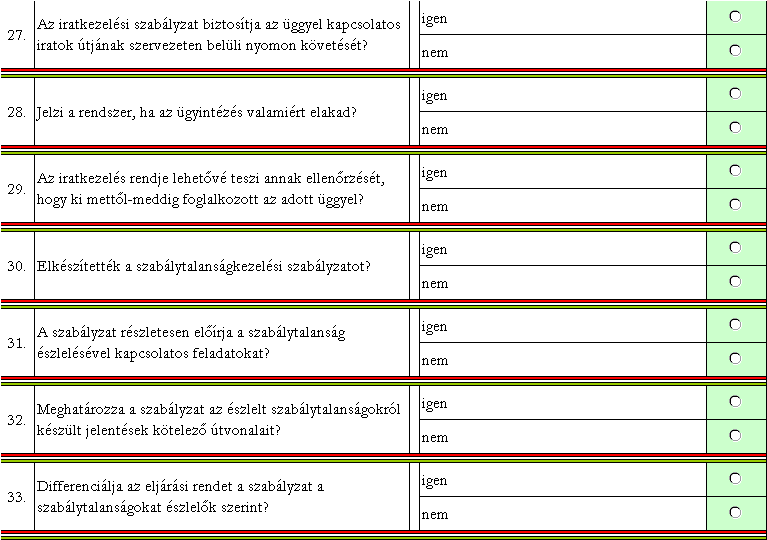 27.
Az iratkezelési szabályzat biztosítja az üggyel kapcsolatos
iratok útjának szervezeten belüli nyomon követését?
igen
nem
28.
Jelzi a rendszer, ha az ügyintézés valamiért elakad?
igen
nem
29.
Az iratkezelés rendje lehetővé teszi annak ellenőrzését,
hogy ki mettől-meddig foglalkozott az adott üggyel?
igen
nem
30.
Elkészítették a szabálytalanságkezelési szabályzatot?
igen
nem
31.
A szabályzat részletesen előírja a szabálytalanság
észlelésével kapcsolatos feladatokat?
igen
nem
32.
Meghatározza a szabályzat az észlelt szabálytalanságokról
készült jelentések kötelező útvonalait?
igen
nem
33.
Differenciálja az eljárási rendet a szabályzat a
szabálytalanságokat észlelők szerint?
igen
nem